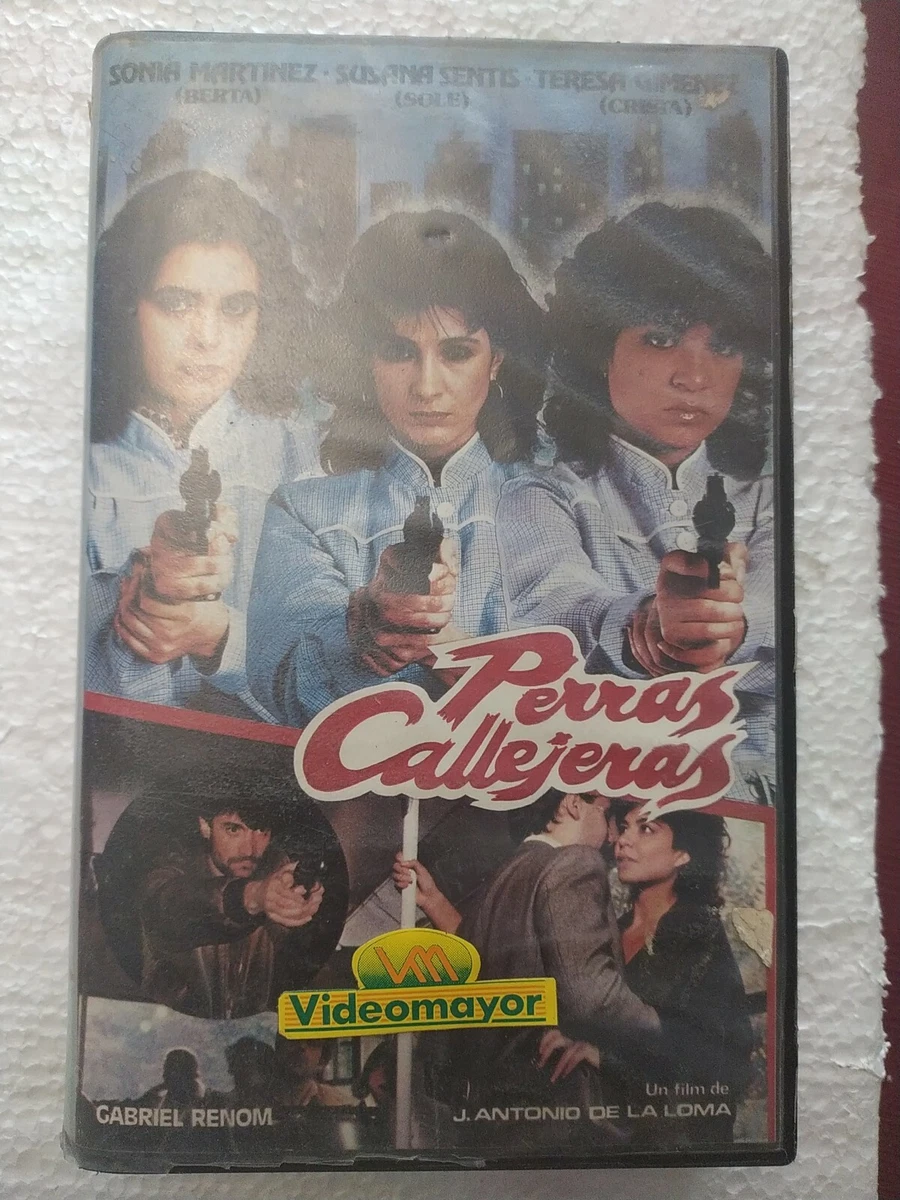 SONIA MARTINEZ · SUSANA SENTIS · TERESA GIMENEZ
(BERTA) (SOLE) (CRISTA)
Perras
Callejeras
VM
Videomayor
Un film de
GABRIEL RENOM J. ANTONIO DE LA LOMA